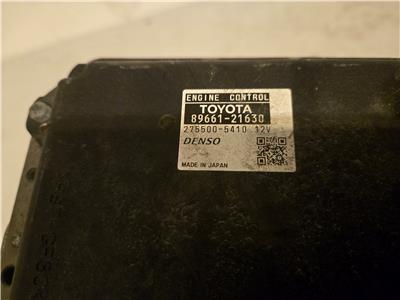 ENGINE CONTROL
TOYOTA
89661-21630
275500-5410 12V
DENSO
MADE IN JAPAN